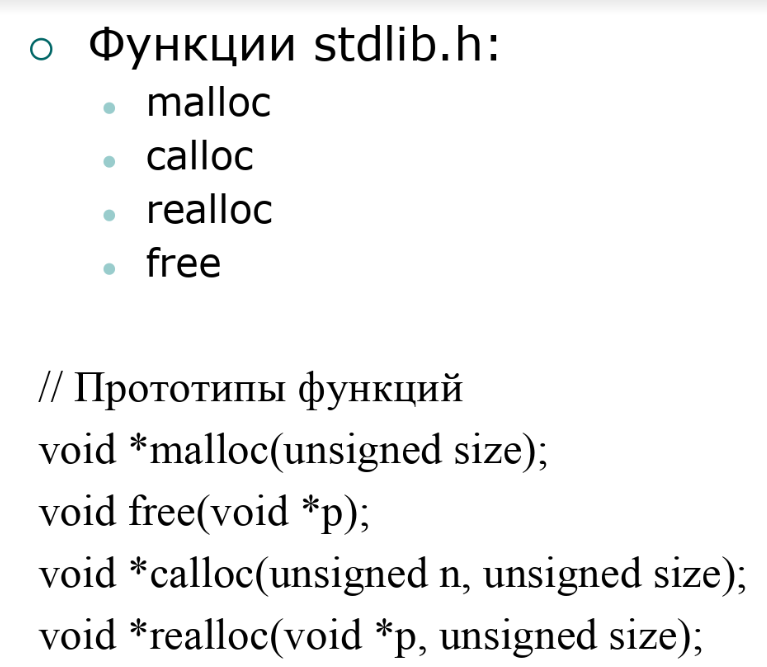 Функции stdlib.h:
malloc
calloc
realloc
free
// Прототипы функций
void *malloc(unsigned size);
void free(void *p);
void *calloc(unsigned n, unsigned size);
void *realloc(void *p, unsigned size);